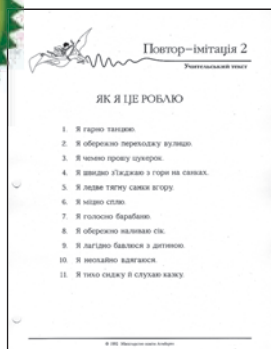 Повтор-імітація 2
Учительський текст
ЯК Я ЦЕ РОБЛЮ
1. Я гарно танцюю.
2. Я обережно переходжу вулицю.
3. Я чемно прошу цукерок.
4. Я швидко з'їжджаю з гори на санках.
5. Я ледве тягну санки вгору.
6. Я міцно сплю.
7. Я голосно барабаню.
8. Я обережно наливаю сік.
9. Я лагідно бавлюся з дитиною.
10. Я неохайно вдягаюся.
11. Я тихо сиджу й слухаю казку.